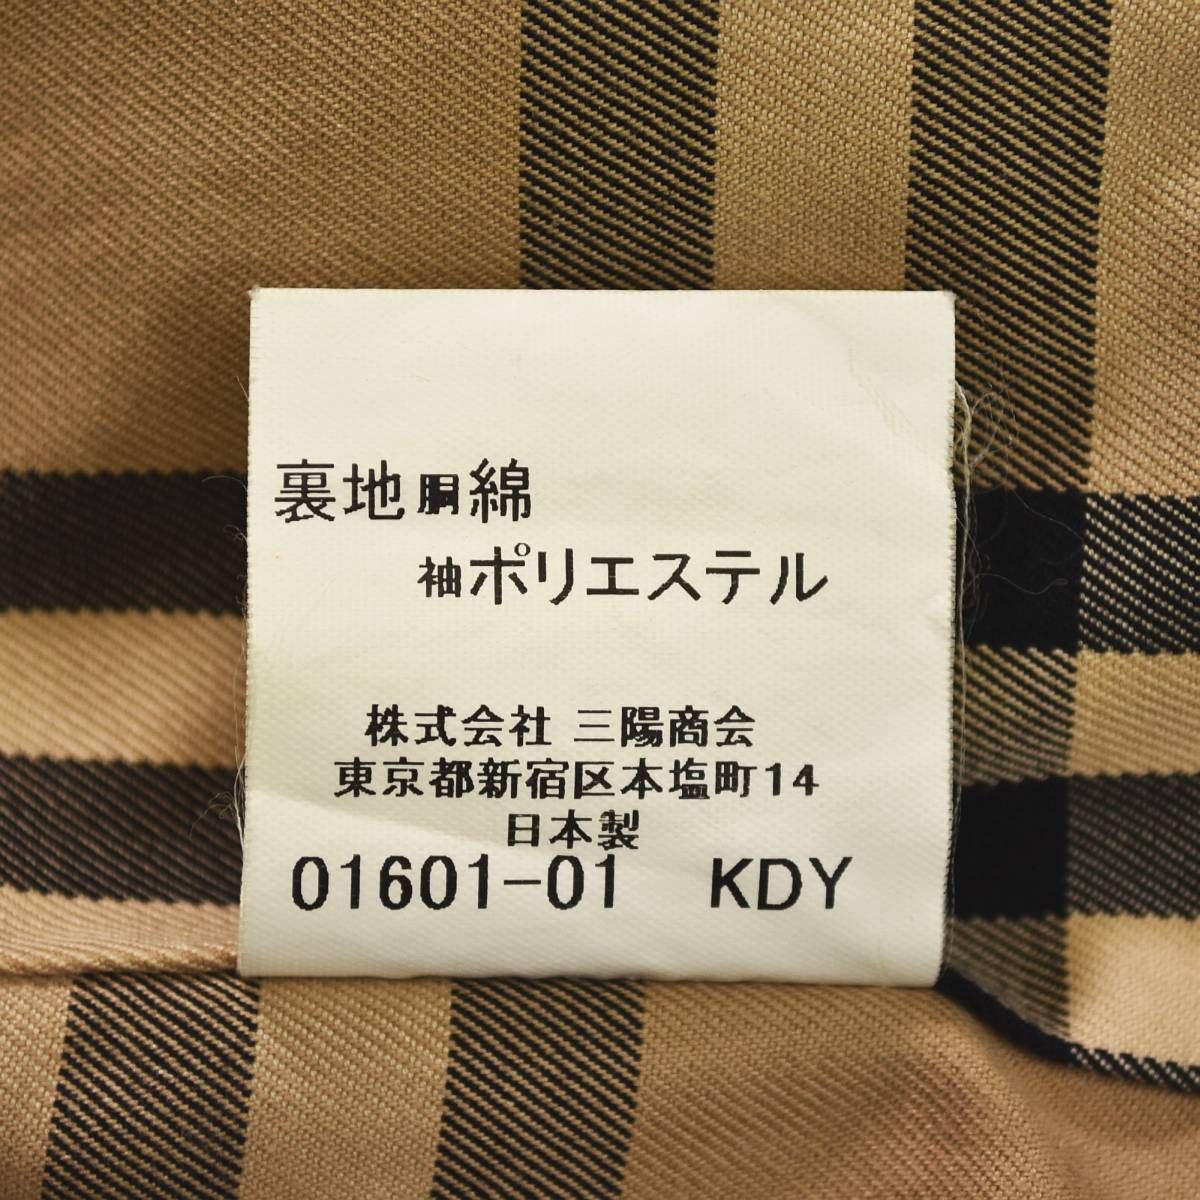 裏地胴綿
袖ポリエステル
株式会社 三陽商会
東京都新宿区本塩町14
日本製
01601-01 KDY